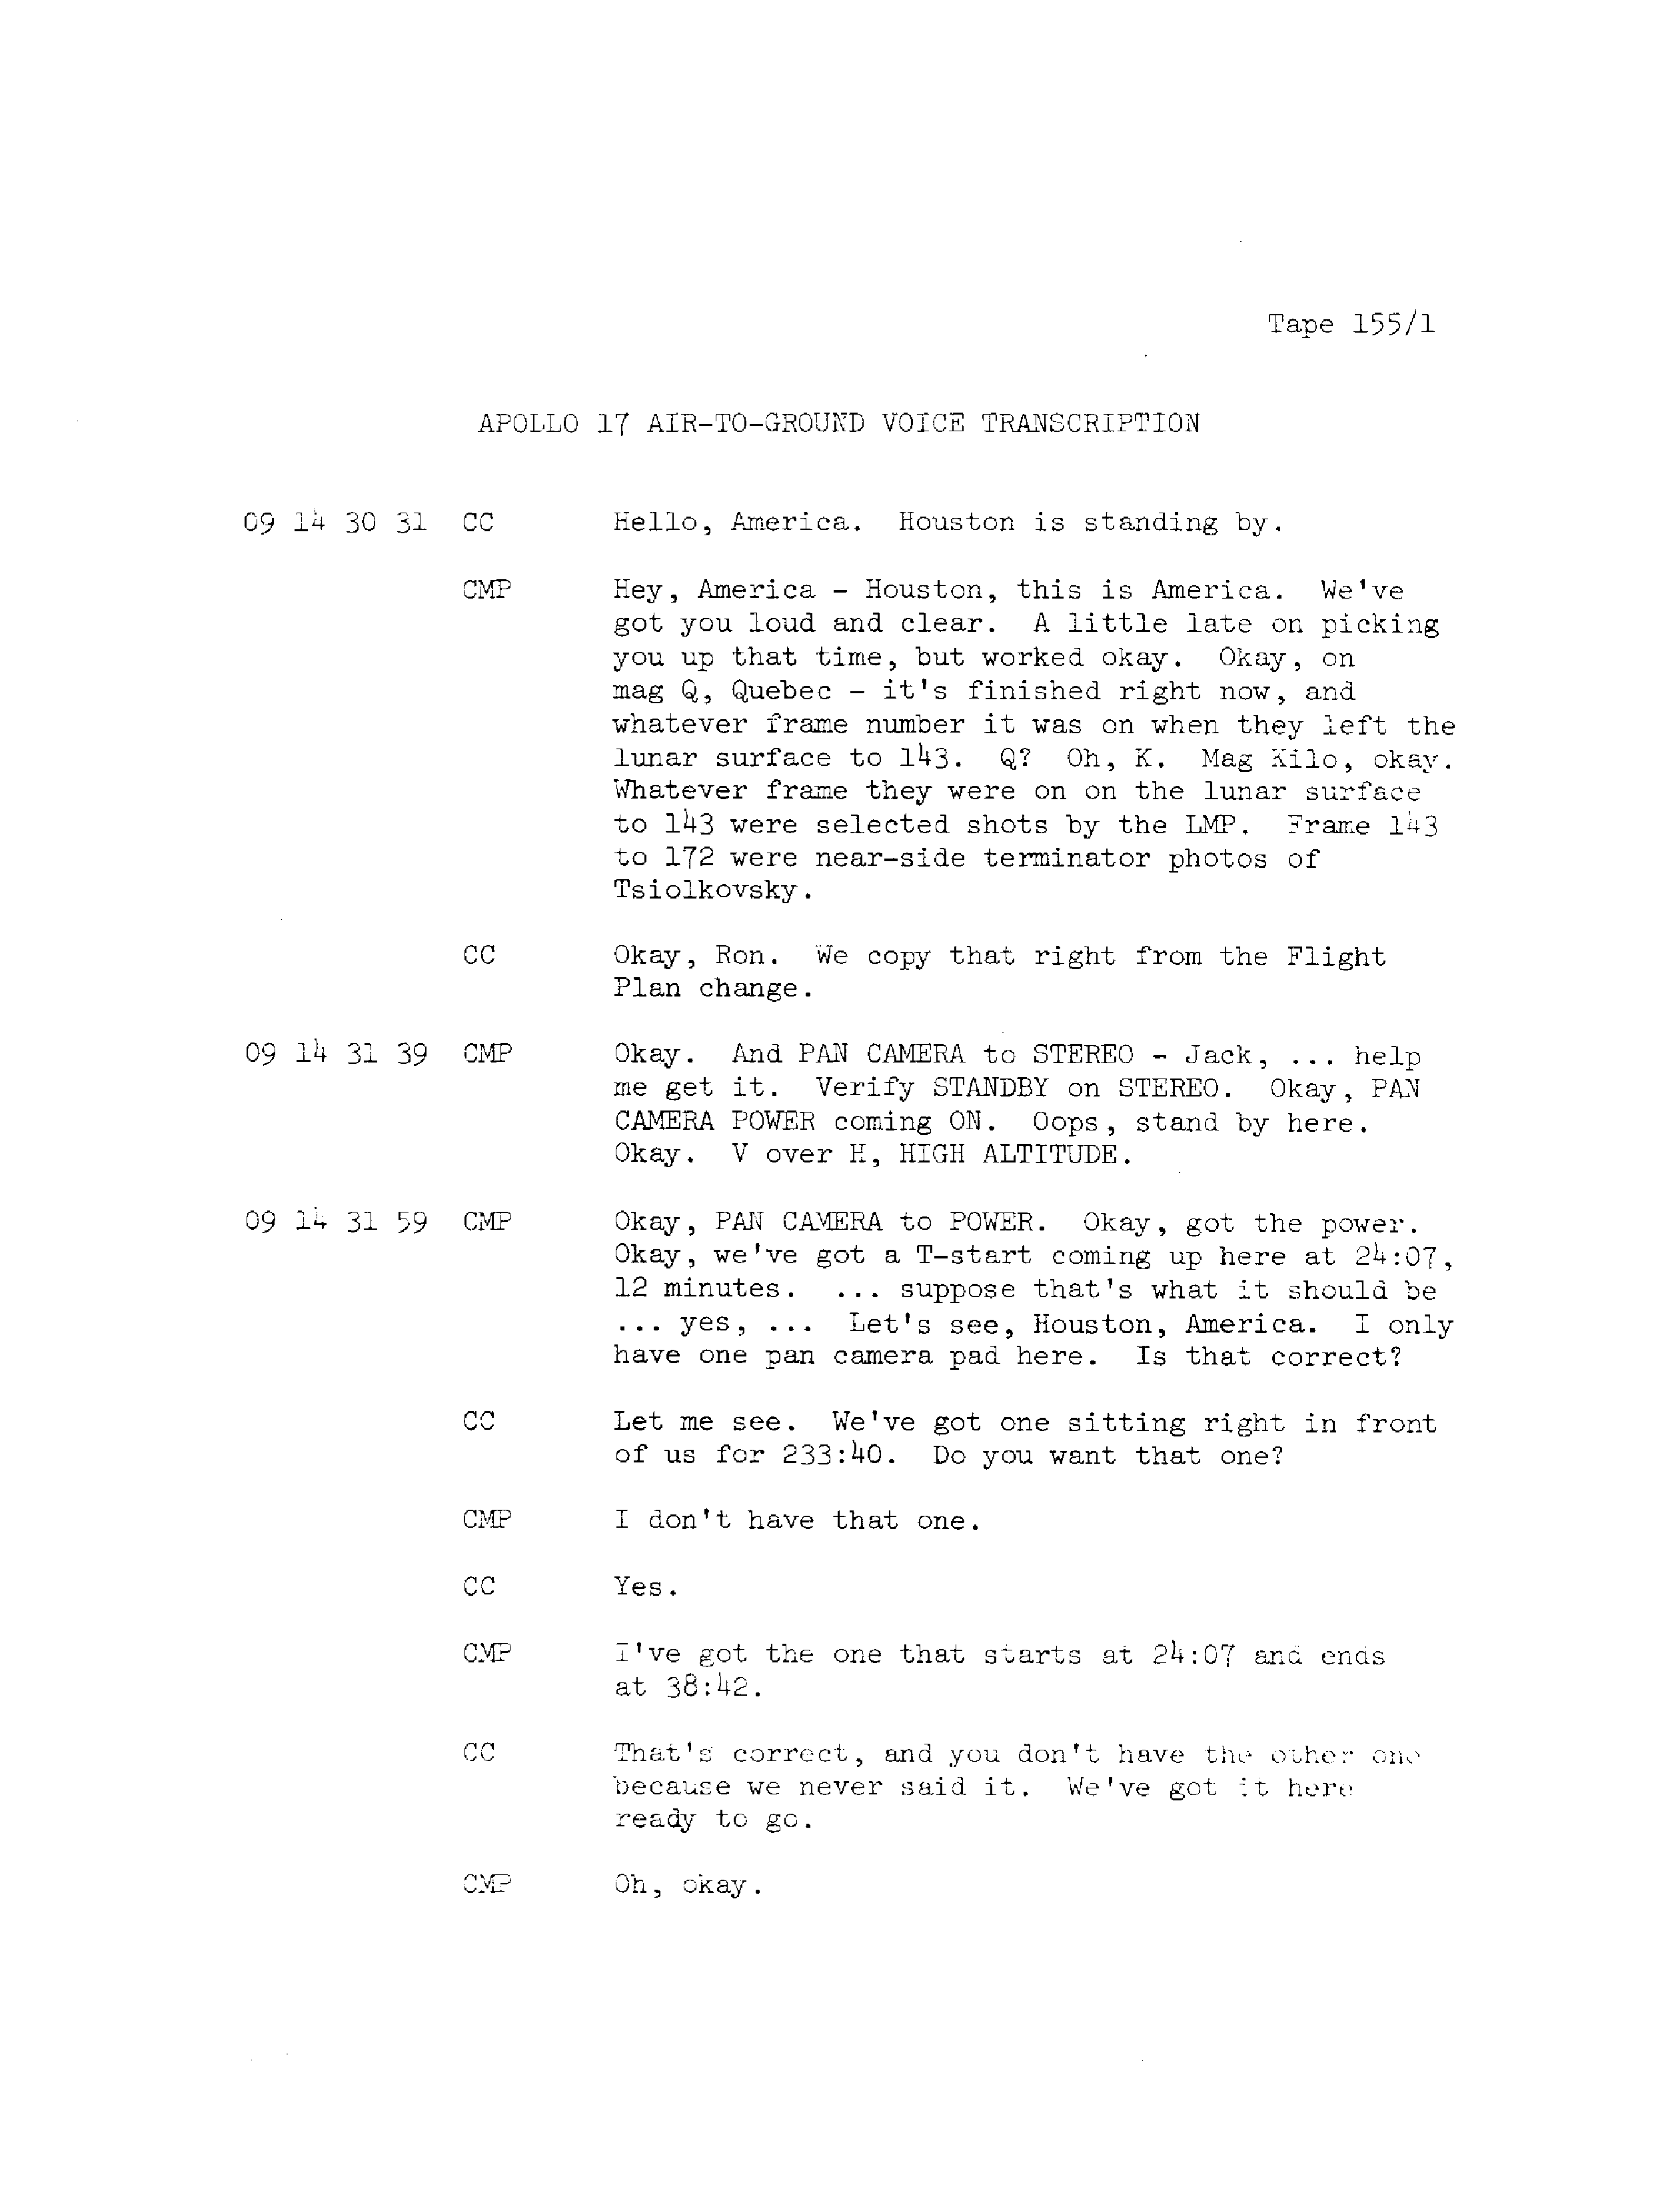 Tape 155/1
APOLLO 17 AIR-TO-GROUND VOICE TRANSCRIPTION
09 14 30 31 CC Hello, America. Houston is standing by.
CMP Hey, America - Houston, this is America. We've
got you loud and clear. A little late on picking
you up that time, but worked okay. Okay, on
mag Q, Quebec - it's finished right now, and
whatever frame number it was on when they left the
lunar surface to 143. Q? Oh, K. Mag Kilo, okay.
Whatever frame they were on on the lunar surface
to 143 were selected shots by the LMP. Frame 143
to 172 were near-side terminator photos of
Tsiolkovsky.
CC Okay, Ron. We copy that right from the Flight
Plan change.
09 14 31 39 CMP Okay. And PAN CAMERA to STEREO - Jack, ... help
me get it. Verify STANDBY on STEREO. Okay, PAN
CAMERA POWER coming ON. Oops, stand by here.
Okay. V over H, HIGH ALTITUDE.
09 14 31 59 CMP Okay, PAN CAMERA to POWER. Okay, got the power.
Okay, we've got a T-start coming up here at 24:07,
12 minutes. ... suppose that's what it should be
... yes, ... Let's see, Houston, America. I only
have one pan camera pad here. Is that correct?
CC Let me see. We've got one sitting right in front
of us for 233:40. Do you want that one?
CMP I don't have that one.
CC Yes.
CMP I've got the one that starts at 24:07 and ends
at 38:42.
CC That's correct, and you don't have the other one
because we never said it. We've got it here
ready to go.
CMP Oh, okay.